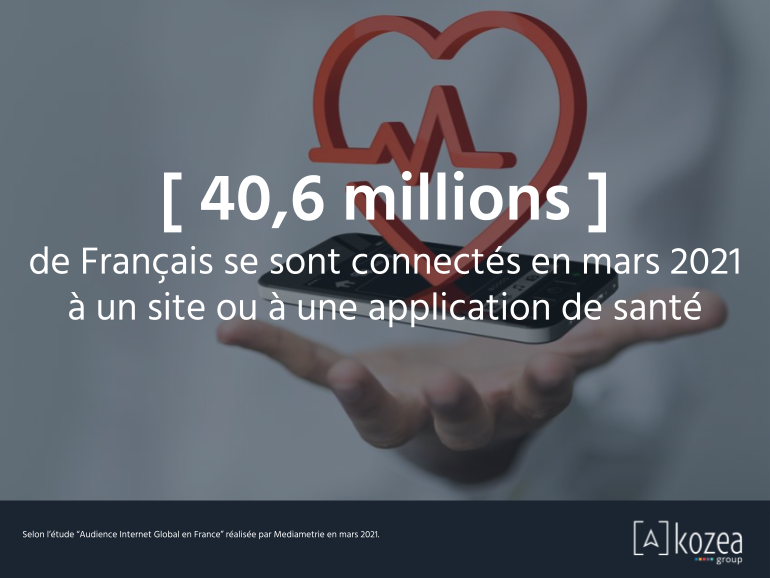 [ 40,6 millions ]
de Français se sont connectés en mars 2021
à un site ou à une application de santé
Selon l'étude "Audience Internet Global en France" réalisée par Mediametrie en mars 2021.
kozea
group